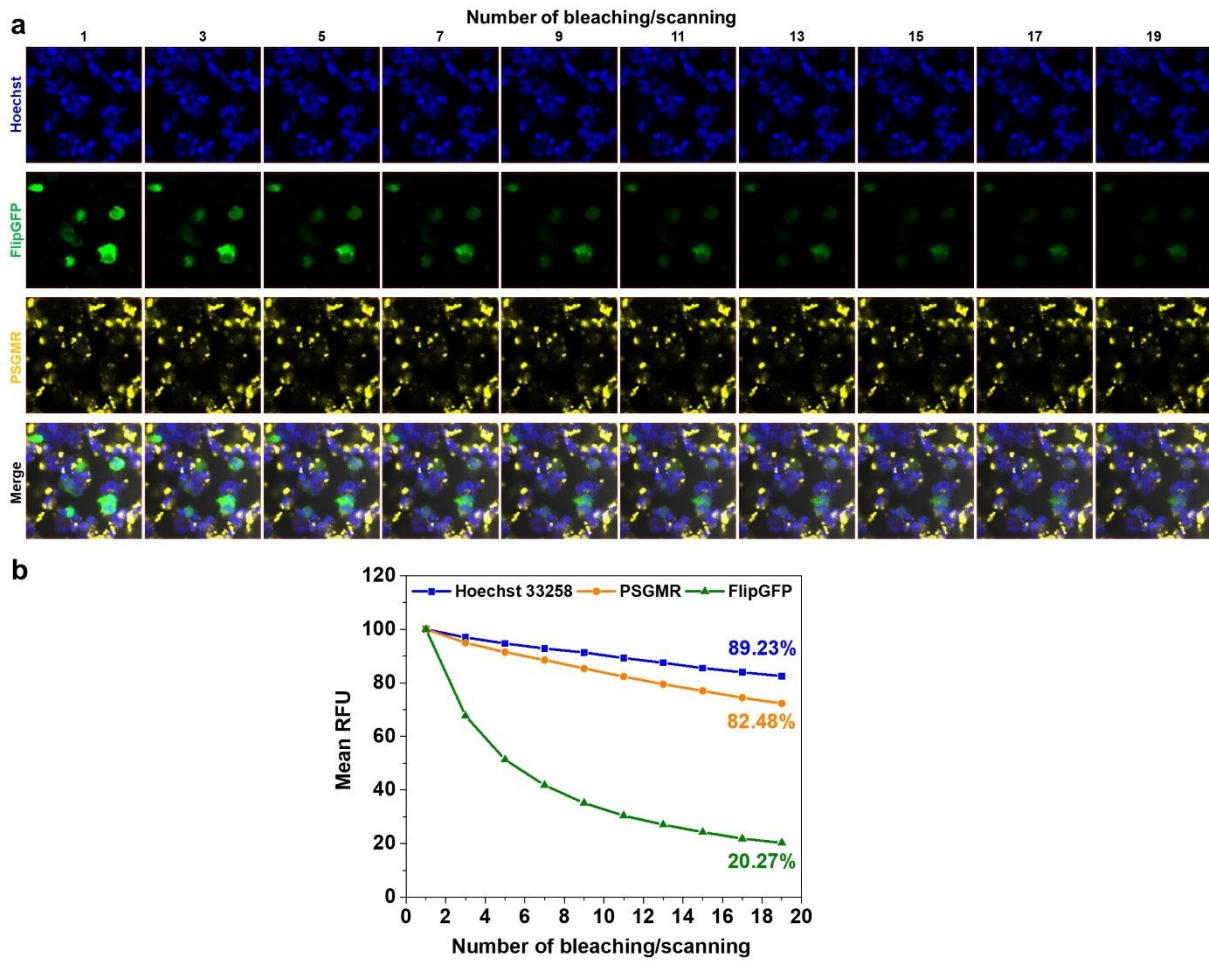 a
Number of bleaching/scanning
1 3 5 7 9 11 13 15 17 19
Hoechst
FlipGFP
PSGMR
Merge
b
120
100
80
60
40
20
0
Mean RFU
Hoechst 33258 PSGMR FlipGFP
89.23%
82.48%
20.27%
0 2 4 6 8 10 12 14 16 18 20
Number of bleaching/scanning